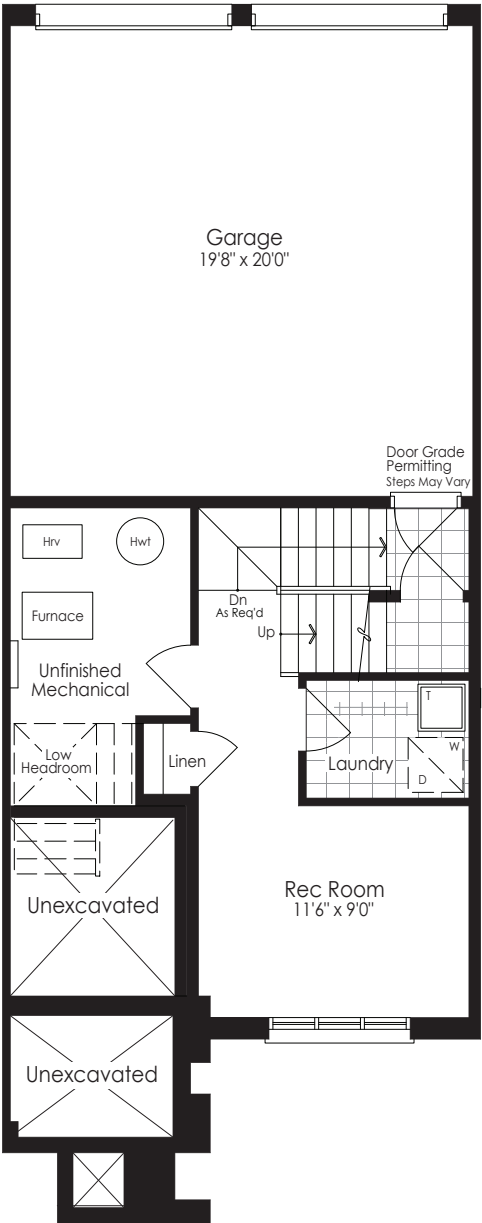 Garage
19'8" x 20'0"
Door Grade
Permitting
Steps May Vary
Hrv
Hwt
Furnace
Dn
As Req'd
Up
Unfinished
Mechanical
T
Low
Headroom
Linen
Laundry
W
D
Rec Room
11'6" x 9'0"
Unexcavated
Unexcavated